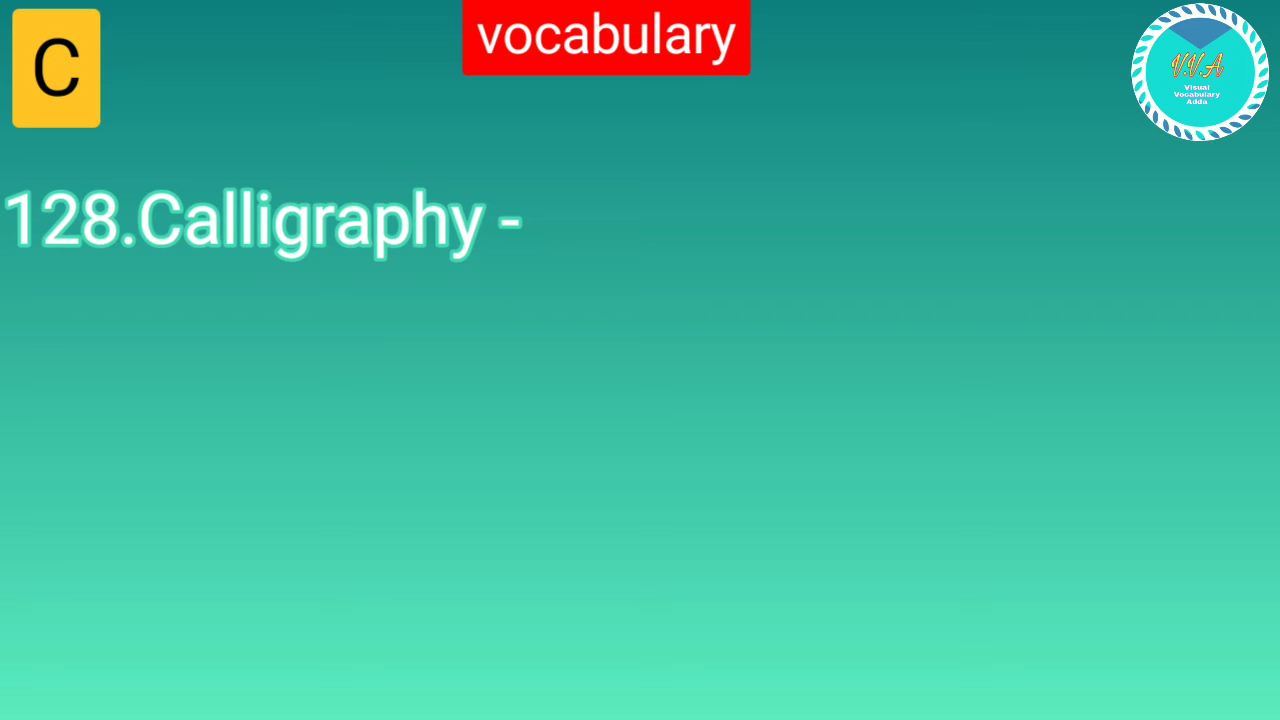 C
vocabulary
V.V.A
Visual
Vocabulary
Adda
128.Calligraphy -